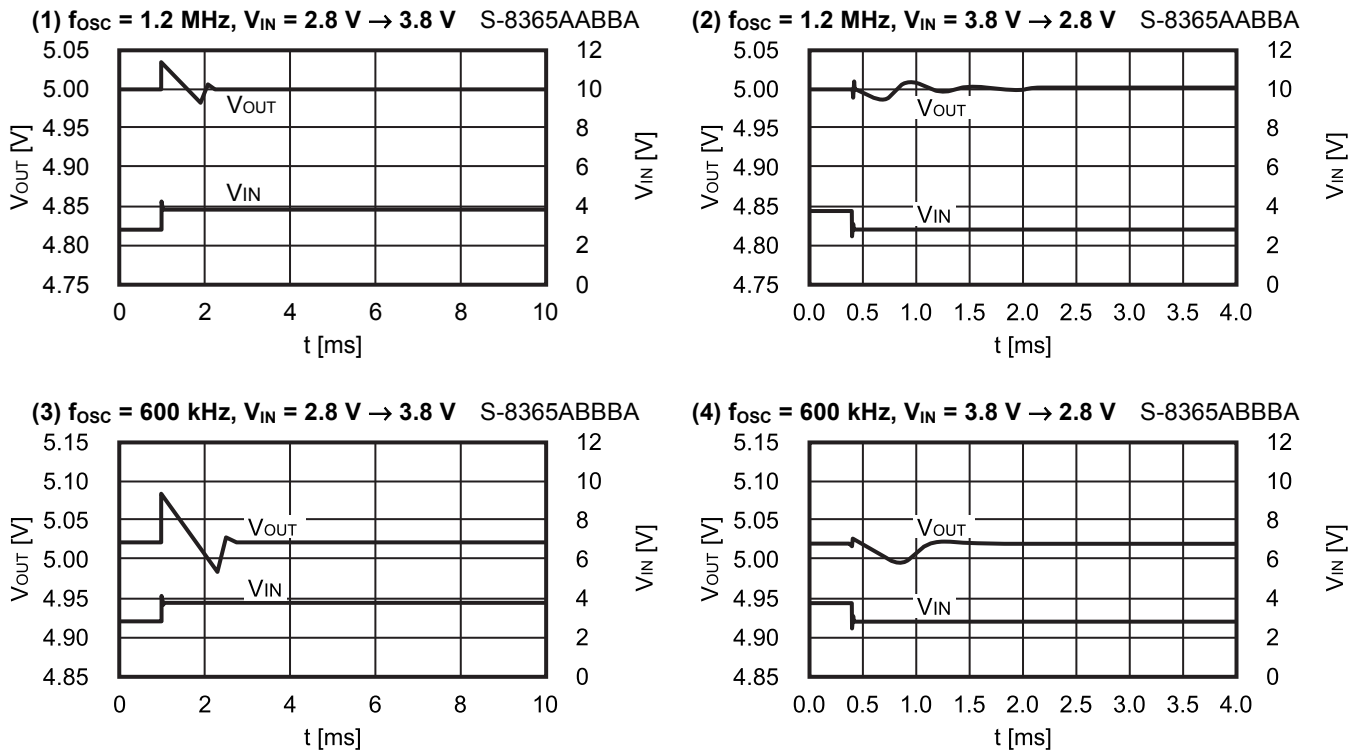 (1) fOSC = 1.2 MHz, VIN = 2.8 V → 3.8 V S-8365AABBA
5.05
5.00
4.95
4.90
4.85
4.80
4.75
VOUT [V]
VOUT
VIN
12
10
8
6
4
2
0
VIN [V]
0 2 4 6 8 10
t [ms]
(2) fOSC = 1.2 MHz, VIN = 3.8 V → 2.8 V S-8365AABBA
5.05
5.00
4.95
4.90
4.85
4.80
4.75
VOUT [V]
VOUT
VIN
12
10
8
6
4
2
0
VIN [V]
0.0 0.5 1.0 1.5 2.0 2.5 3.0 3.5 4.0
t [ms]
(3) fOSC = 600 kHz, VIN = 2.8 V → 3.8 V S-8365ABBBA
5.15
5.10
5.05
5.00
4.95
4.90
4.85
VOUT [V]
VOUT
VIN
12
10
8
6
4
2
0
VIN [V]
0 2 4 6 8 10
t [ms]
(4) fOSC = 600 kHz, VIN = 3.8 V → 2.8 V S-8365ABBBA
5.15
5.10
5.05
5.00
4.95
4.90
4.85
VOUT [V]
VOUT
VIN
12
10
8
6
4
2
0
VIN [V]
0.0 0.5 1.0 1.5 2.0 2.5 3.0 3.5 4.0
t [ms]